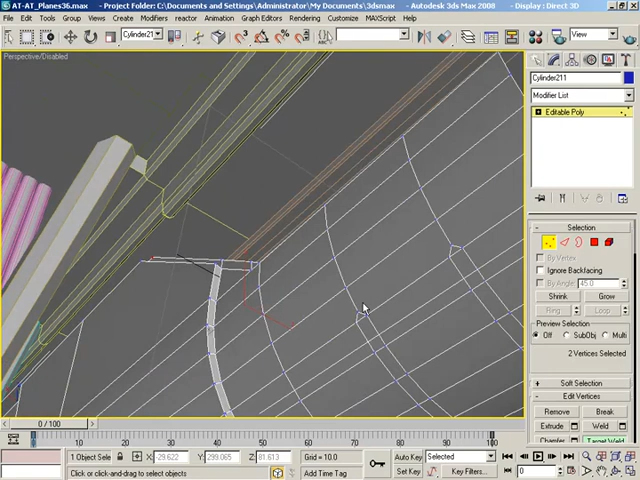 AT-AT_Planes36.max - Project Folder: C:\Documents and Settings\Administrator\My Documents\3dsmax - Autodesk 3ds Max 2008 - Display : Direct 3D
File Edit Tools Group Views Create Modifiers reactor Animation Graph Editors Rendering Customize MAXScript Help
Cylinder21 View
Perspective/Disabled
Cylinder211
Modifier List
Editable Poly
Selection
By Vertex
Ignore Backfacing
By Angle: 45.0
Shrink Grow
Ring Loop
Preview Selection
Off SubObj Multi
2 Vertices Selected
Soft Selection
Edit Vertices
Remove Break
Extrude Weld
Chamfer Target Weld
0 / 100
0 10 20 30 40 50 60 70 80 90 100
1 Object Sele X: -29.622 Y: 299.065 Z: 81.613 Grid = 10.0 Auto Key Selected
Click or click-and-drag to select objects Add Time Tag Set Key Key Filters... 0